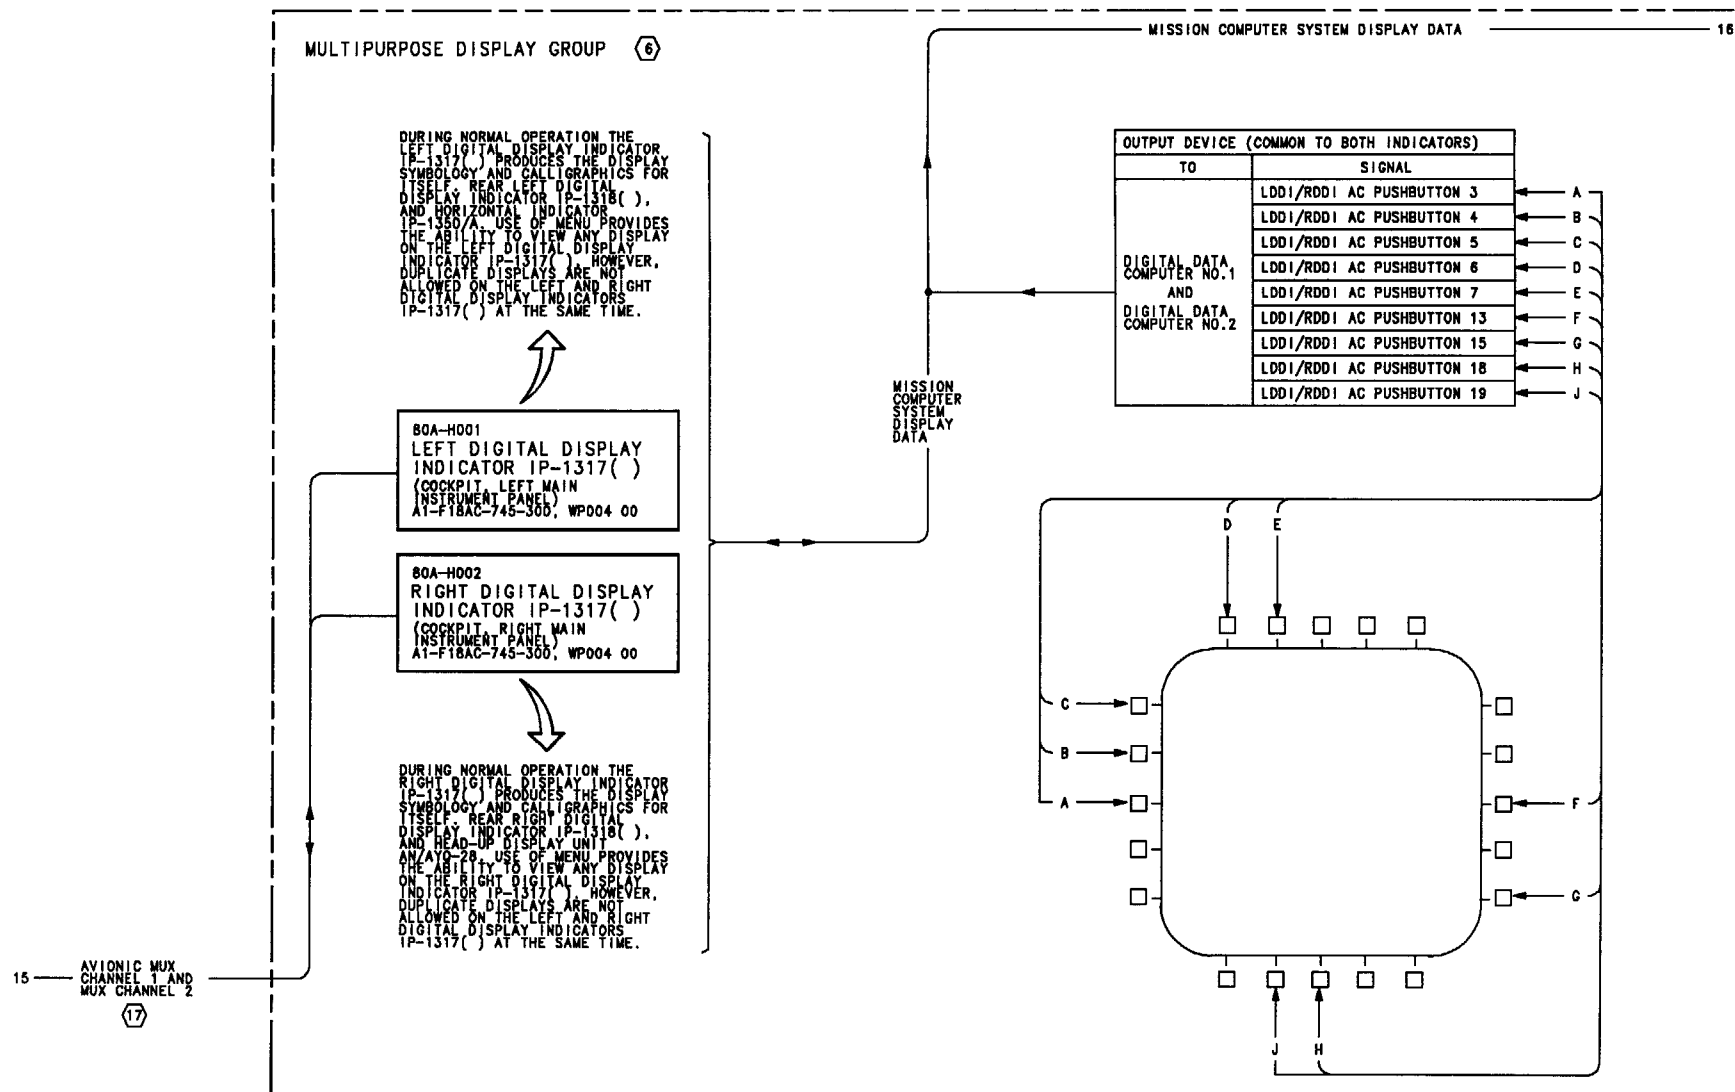 MISSION COMPUTER SYSTEM DISPLAY DATA
16
MULTIPURPOSE DISPLAY GROUP 6
DURING NORMAL OPERATION THE
LEFT DIGITAL DISPLAY INDICATOR
IP-1317( ) PRODUCES THE DISPLAY
SYMBOLOGY AND CALLIGRAPHICS FOR
ITSELF. REAR LEFT DIGITAL
DISPLAY INDICATOR IP-1318( ),
AND HORIZONTAL INDICATOR
IP-1350/A. USE OF MENU PROVIDES
THE ABILITY TO VIEW ANY DISPLAY
ON THE LEFT DIGITAL DISPLAY
INDICATOR IP-1317( ). HOWEVER,
DUPLICATE DISPLAYS ARE NOT
ALLOWED ON THE LEFT AND RIGHT
DIGITAL DISPLAY INDICATORS
IP-1317( ) AT THE SAME TIME.
80A-H001
LEFT DIGITAL DISPLAY
INDICATOR IP-1317( )
(COCKPIT, LEFT MAIN
INSTRUMENT PANEL)
A1-F18AC-745-300, WP004 00
80A-H002
RIGHT DIGITAL DISPLAY
INDICATOR IP-1317( )
(COCKPIT, RIGHT MAIN
INSTRUMENT PANEL)
A1-F18AC-745-300, WP004 00
DURING NORMAL OPERATION THE
RIGHT DIGITAL DISPLAY INDICATOR
IP-1317( ) PRODUCES THE DISPLAY
SYMBOLOGY AND CALLIGRAPHICS FOR
ITSELF. REAR RIGHT DIGITAL
DISPLAY INDICATOR IP-1318( ),
AND HEAD-UP DISPLAY UNIT
AN/AYQ-28. USE OF MENU PROVIDES
THE ABILITY TO VIEW ANY DISPLAY
ON THE RIGHT DIGITAL DISPLAY
INDICATOR IP-1317( ). HOWEVER,
DUPLICATE DISPLAYS ARE NOT
ALLOWED ON THE LEFT AND RIGHT
DIGITAL DISPLAY INDICATORS
IP-1317( ) AT THE SAME TIME.
15
AVIONIC MUX
CHANNEL 1 AND
MUX CHANNEL 2
17
MISSION
COMPUTER
SYSTEM
DISPLAY
DATA
OUTPUT DEVICE (COMMON TO BOTH INDICATORS)
TO SIGNAL
DIGITAL DATA
COMPUTER NO.1
AND
DIGITAL DATA
COMPUTER NO.2
LDDI/RDDI AC PUSHBUTTON 3 A
LDDI/RDDI AC PUSHBUTTON 4 B
LDDI/RDDI AC PUSHBUTTON 5 C
LDDI/RDDI AC PUSHBUTTON 6 D
LDDI/RDDI AC PUSHBUTTON 7 E
LDDI/RDDI AC PUSHBUTTON 13 F
LDDI/RDDI AC PUSHBUTTON 15 G
LDDI/RDDI AC PUSHBUTTON 18 H
LDDI/RDDI AC PUSHBUTTON 19 J
D E
C
B
A
F
G
J H